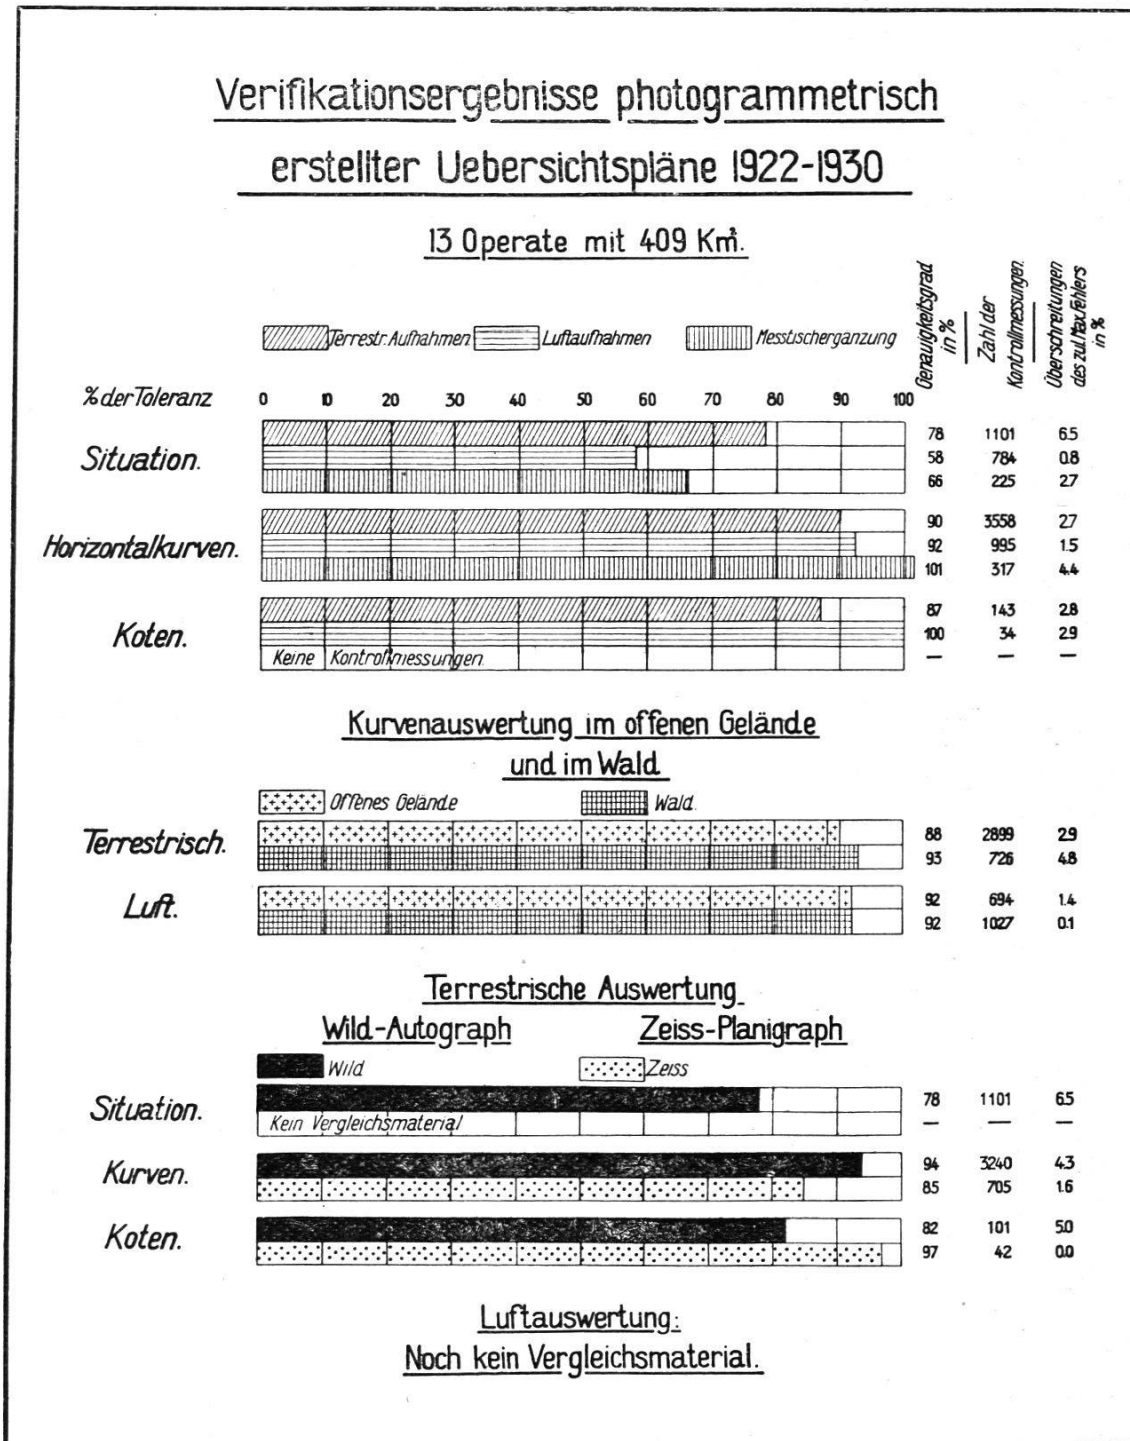 Verifikationsergebnisse photogrammetrisch
erstellter Uebersichtspläne 1922-1930
13 Operate mit 409 Km².
Genauigkeitsgrad in %
Zahl der Kontrollmessungen.
Überschreitungen des zul. Max. Fehlers in %
Terrestr. Aufnahmen Luftaufnahmen Messtischergänzung
% der Toleranz 0 10 20 30 40 50 60 70 80 90 100
Situation.
78 1101 6.5
58 784 0.8
66 225 2.7
Horizontalkurven.
90 3558 2.7
92 995 1.5
101 317 4.4
Koten.
87 143 2.8
100 34 2.9
Keine Kontrollmessungen. — — —
Kurvenauswertung im offenen Gelände
und im Wald
Offenes Gelände Wald.
Terrestrisch.
88 2899 2.9
93 726 4.8
Luft.
92 694 1.4
92 1027 0.1
Terrestrische Auswertung
Wild-Autograph Zeiss-Planigraph
Wild Zeiss
Situation.
78 1101 6.5
Kein Vergleichsmaterial — — —
Kurven.
94 3240 4.3
85 705 1.6
Koten.
82 101 5.0
97 42 0.0
Luftauswertung:
Noch kein Vergleichsmaterial.